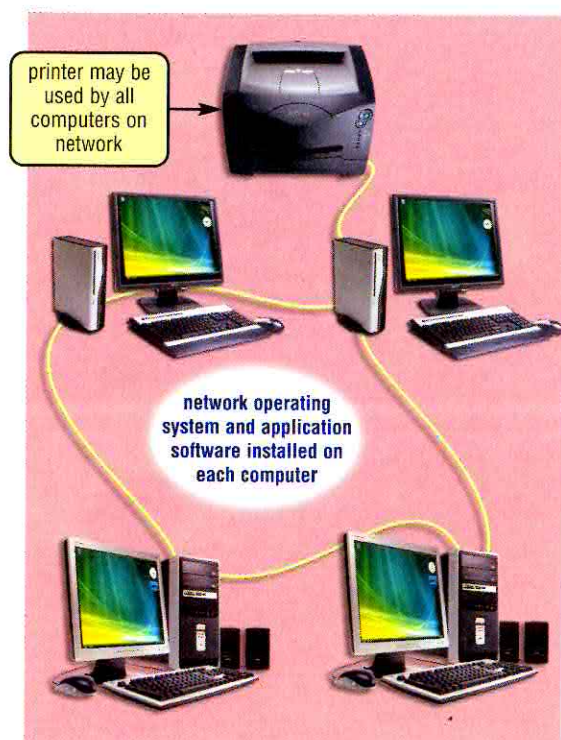 printer may be
used by all
computers on
network
network operating
system and application
software installed on
each computer